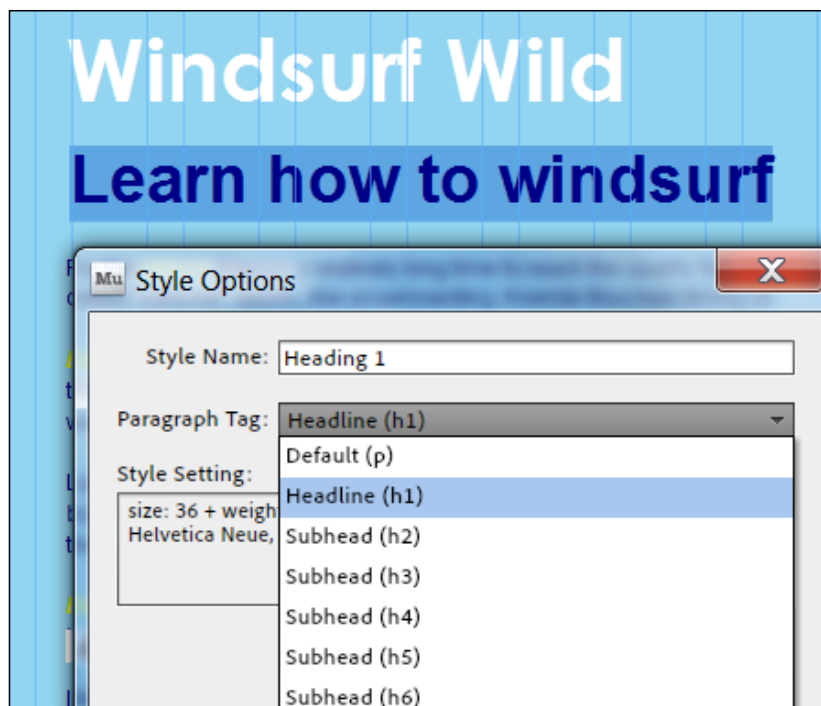 Windsurf Wild
Learn how to windsurf
Mu Style Options
X
Style Name: Heading 1
Paragraph Tag: Headline (h1)
Default (p)
Style Setting:
Headline (h1)
size: 36 + weigh
Helvetica Neue,
Subhead (h2)
Subhead (h3)
Subhead (h4)
Subhead (h5)
Subhead (h6)